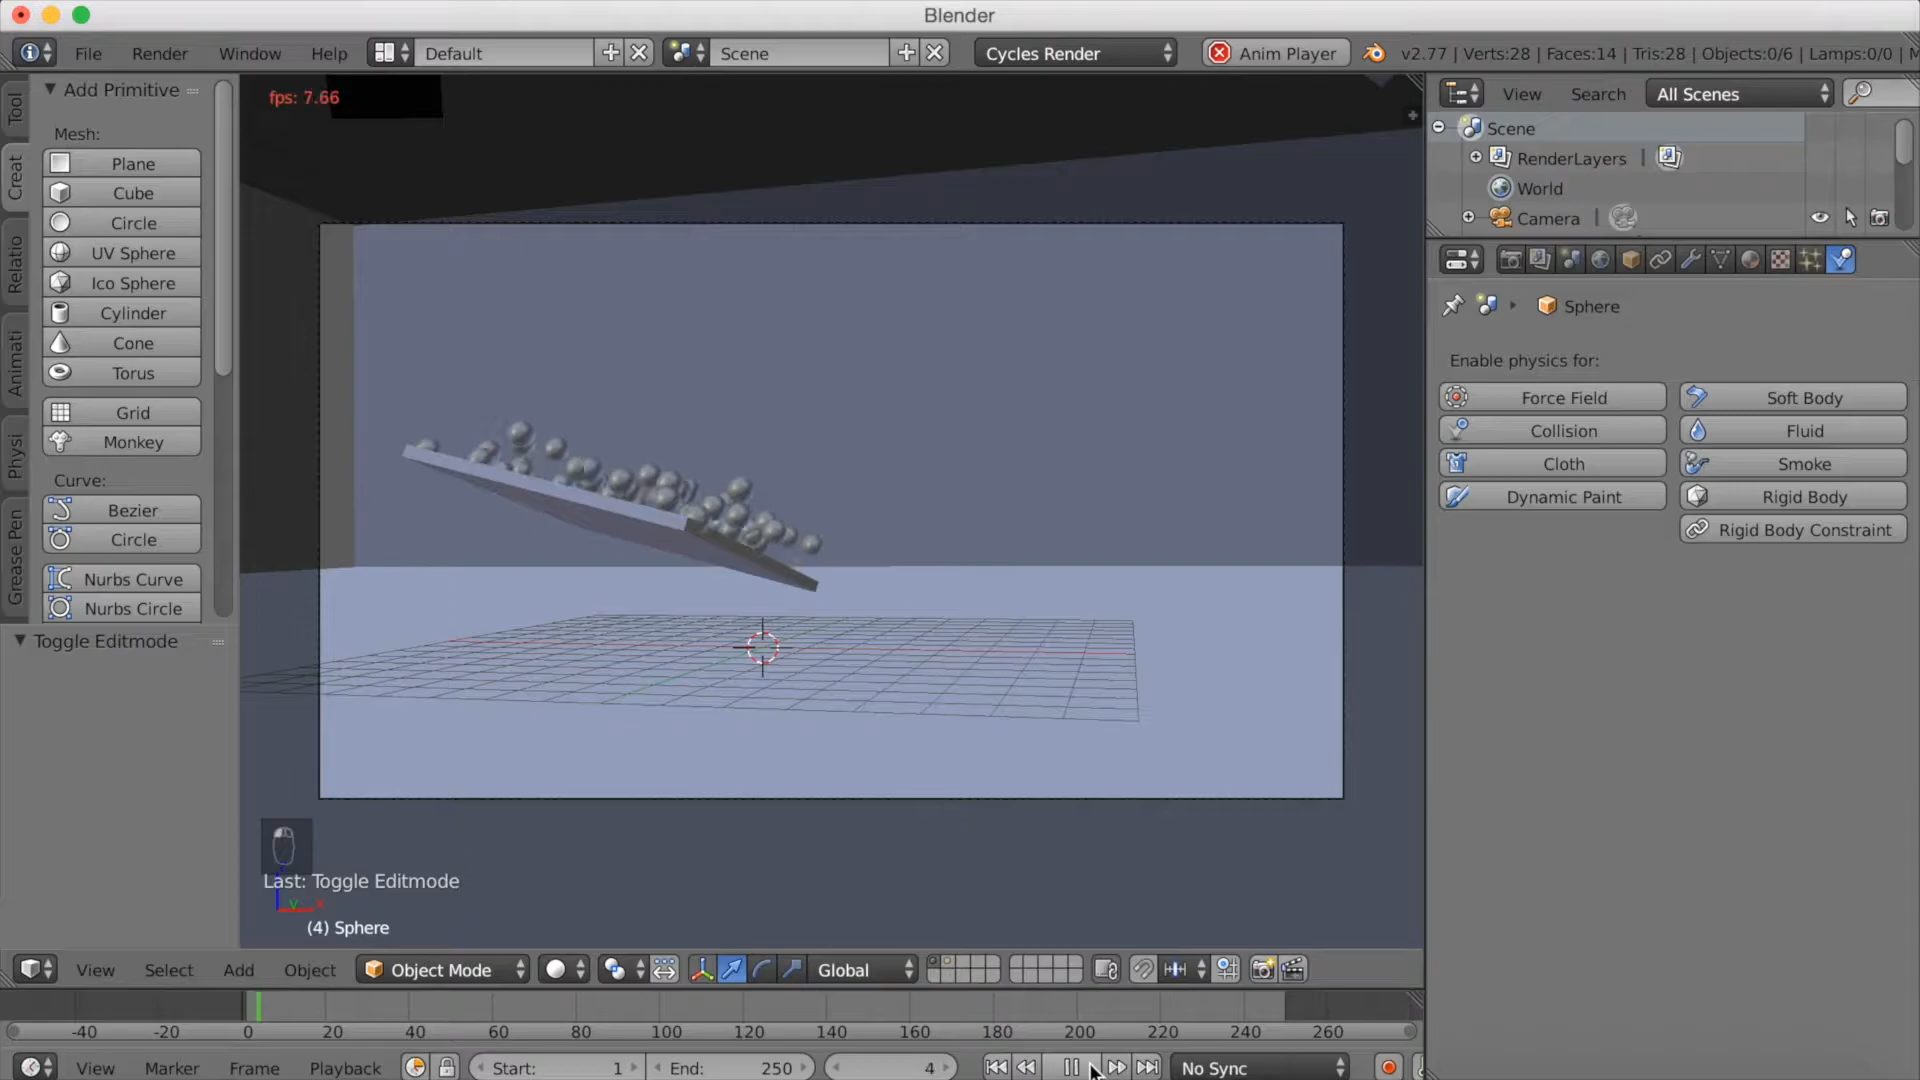 Blender
File Render Window Help Default Scene Cycles Render Anim Player v2.77 | Verts:28 | Faces:14 | Tris:28 | Objects:0/6 | Lamps:0/0 |
Tool
Creat
Relatio
Animati
Physi
Grease Pen
Add Primitive
Mesh:
Plane
Cube
Circle
UV Sphere
Ico Sphere
Cylinder
Cone
Torus
Grid
Monkey
Curve:
Bezier
Circle
Nurbs Curve
Nurbs Circle
Toggle Editmode
fps: 7.66
Last: Toggle Editmode
(4) Sphere
View Search All Scenes
Scene
RenderLayers
World
Camera
Sphere
Enable physics for:
Force Field Soft Body
Collision Fluid
Cloth Smoke
Dynamic Paint Rigid Body
Rigid Body Constraint
View Select Add Object Object Mode Global
-40 -20 0 20 40 60 80 100 120 140 160 180 200 220 240 260
View Marker Frame Playback Start: 1 End: 250 4 No Sync